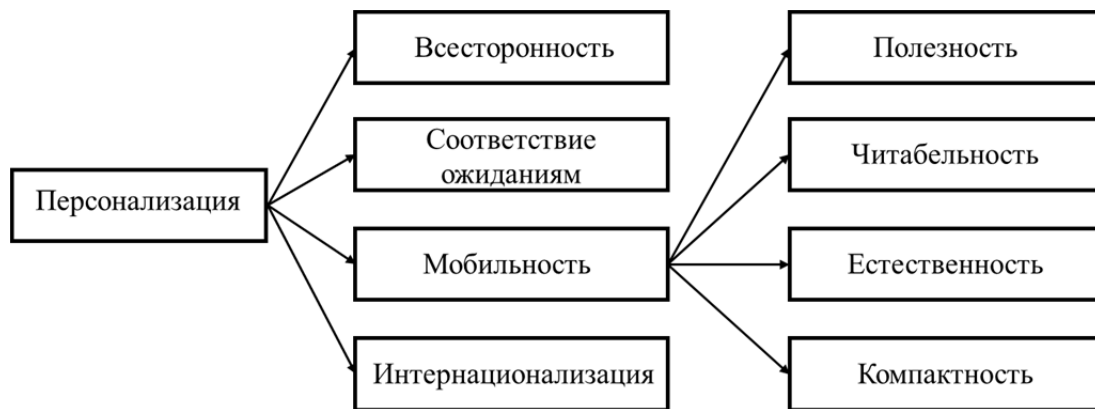 Всесторонность
Полезность
Соответствие
ожиданиям
Читабельность
Персонализация
Мобильность
Естественность
Интернационализация
Компактность